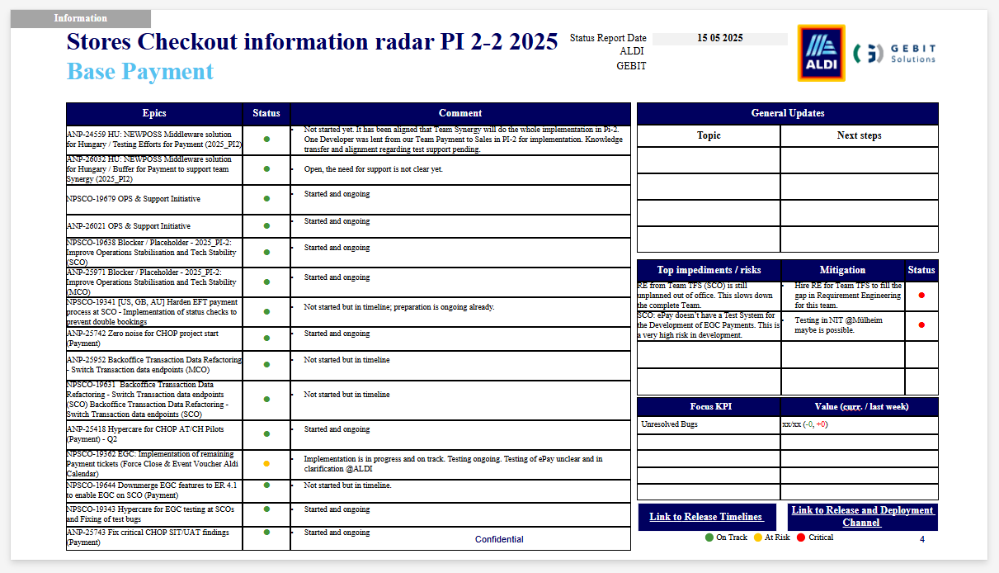 Information
Stores Checkout information radar PI 2-2 2025
Base Payment
Status Report Date 15 05 2025
ALDI
GEBIT
ALDI
GEBIT
Solutions
Epics Status Comment
ANP-24559 HU: NEWPOSS Middleware solution
for Hungary / Testing Efforts for Payment (2025_PI2)
Not started yet. It has been aligned that Team Synergy will do the whole implementation in Pi-2.
One Developer was lent from our Team Payment to Sales in PI-2 for implementation. Knowledge
transfer and alignment regarding test support pending.
ANP-26032 HU: NEWPOSS Middleware solution
for Hungary / Buffer for Payment to support team
Synergy (2025_PI2)
Open, the need for support is not clear yet.
NPSCO-19679 OPS & Support Initiative
Started and ongoing
ANP-26021 OPS & Support Initiative
Started and ongoing
NPSCO-19638 Blocker / Placeholder - 2025_PI-2:
Improve Operations Stabilisation and Tech Stability
(SCO)
Started and ongoing
ANP-25971 Blocker / Placeholder - 2025_PI-2:
Improve Operations Stabilisation and Tech Stability
(MCO)
Started and ongoing
NPSCO-19341 [US, GB, AU] Harden EFT payment
process at SCO - Implementation of status checks to
prevent double bookings
Not started but in timeline; preparation is ongoing already.
ANP-25742 Zero noise for CHOP project start
(Payment)
Started and ongoing
ANP-25952 Backoffice Transaction Data Refactoring
- Switch Transaction data endpoints (MCO)
Not started but in timeline
NPSCO-19631 Backoffice Transaction Data
Refactoring - Switch Transaction data endpoints
(SCO) Backoffice Transaction Data Refactoring -
Switch Transaction data endpoints (SCO)
Not started but in timeline
ANP-25418 Hypercare for CHOP AT/CH Pilots
(Payment) - Q2
Started and ongoing
NPSCO-19362 EGC: Implementation of remaining
Payment tickets (Force Close & Event Voucher Aldi
Calendar)
Implementation is in progress and on track. Testing ongoing. Testing of ePay unclear and in
clarification @ALDI
NPSCO-19644 Downmerge EGC features to ER 4.1
to enable EGC on SCO (Payment)
Not started but in timeline.
NPSCO-19343 Hypercare for EGC testing at SCOs
and Fixing of test bugs
Started and ongoing
ANP-25743 Fix critical CHOP SIT/UAT findings
(Payment)
Started and ongoing
General Updates
Topic Next steps
Top impediments / risks Mitigation Status
RE from Team TFS (SCO) is still
unplanned out of office. This slows down
the complete Team.
Hire RE for Team TFS to fill the
gap in Requirement Engineering
for this team.
SCO: ePay doesn't have a Test System for
the Development of EGC Payments. This is
a very high risk in development.
Testing in NIT @Mülheim
maybe is possible.
Focus KPI Value (curr. / last week)
Unresolved Bugs xx/xx (-0, +0)
Link to Release Timelines
Link to Release and Deployment
Channel
On Track At Risk Critical
Confidential
4